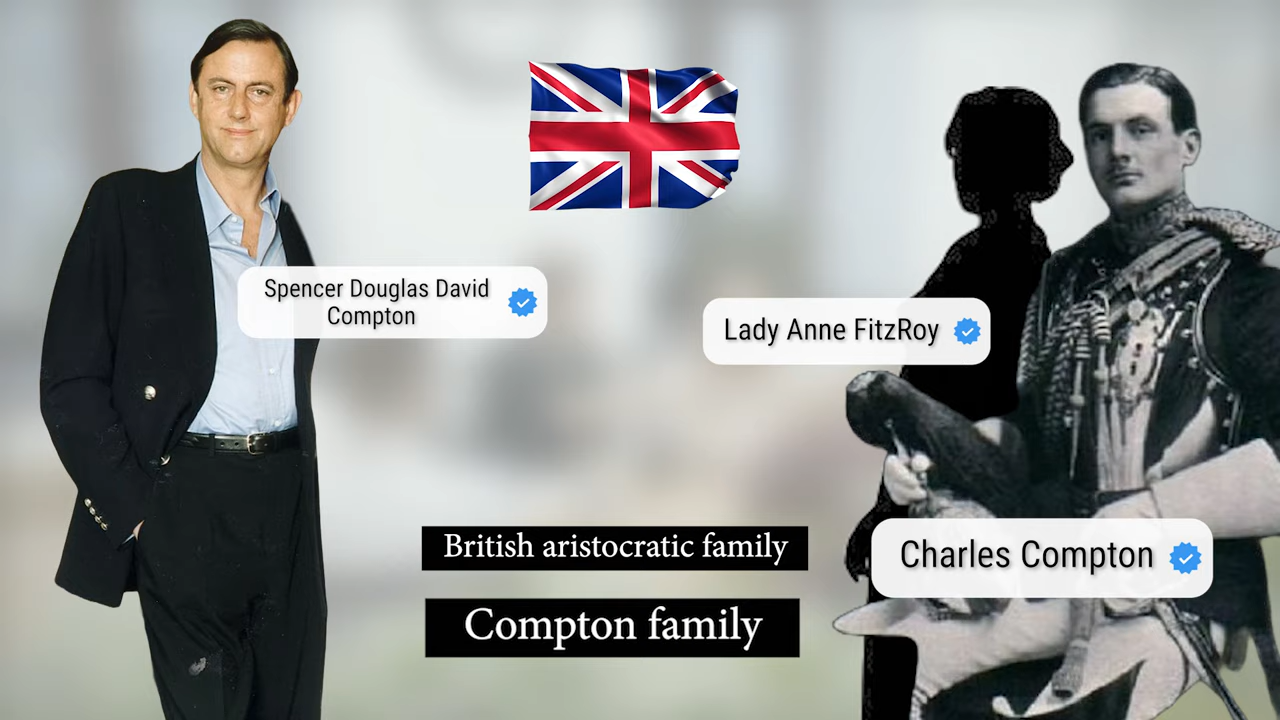 Spencer Douglas David
Compton
Lady Anne FitzRoy
British aristocratic family
Charles Compton
Compton family